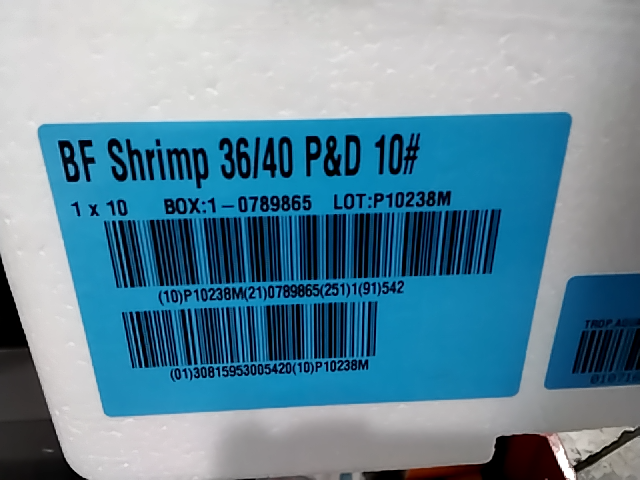 BF Shrimp 36/40 P&D 10#
1 x 10 BOX:1-0789865 LOT:P10238M
(10)P10238M(21)0789865(251)1(91)542
(01)30815953005420(10)P10238M
TROP.